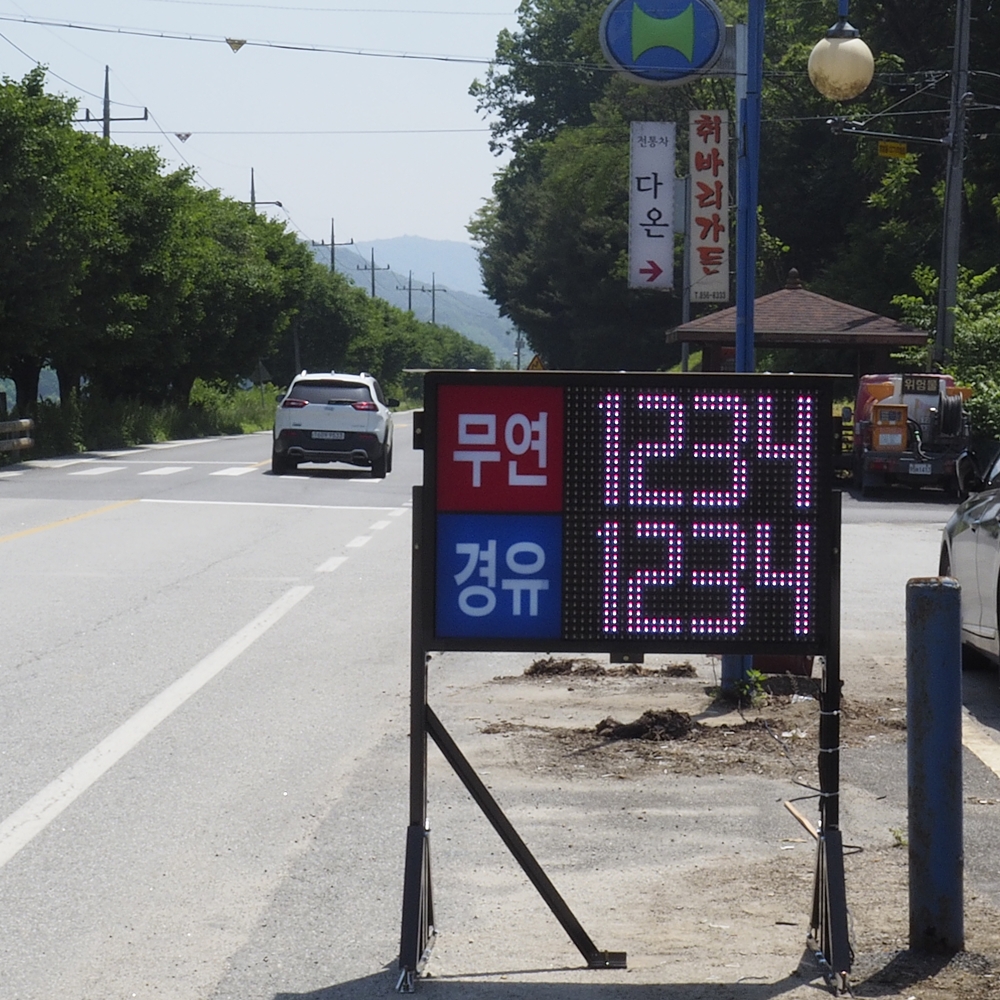 전통차
다온
취바리가든
무연 1234
경유 1234
위험물